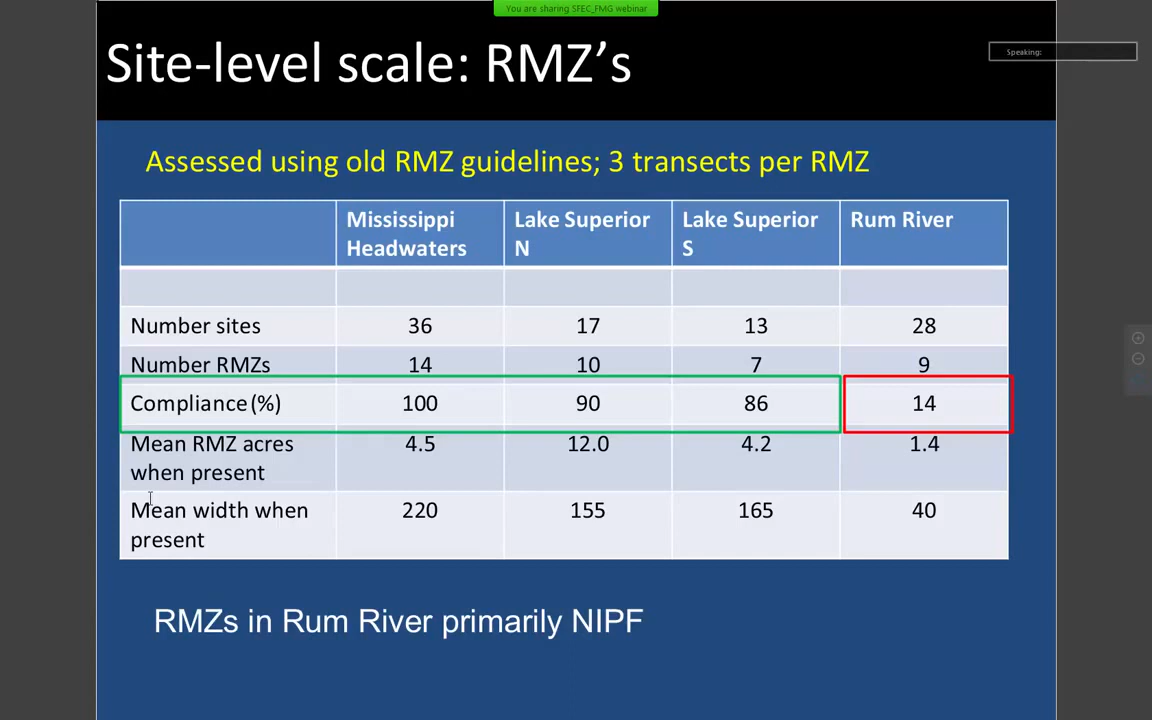 You are sharing SFEC_FMG webinar
Site-level scale: RMZ's
Speaking:
Assessed using old RMZ guidelines; 3 transects per RMZ
Mississippi Headwaters Lake Superior N Lake Superior S Rum River
Number sites 36 17 13 28
Number RMZs 14 10 7 9
Compliance (%) 100 90 86 14
Mean RMZ acres when present 4.5 12.0 4.2 1.4
Mean width when present 220 155 165 40
RMZs in Rum River primarily NIPF